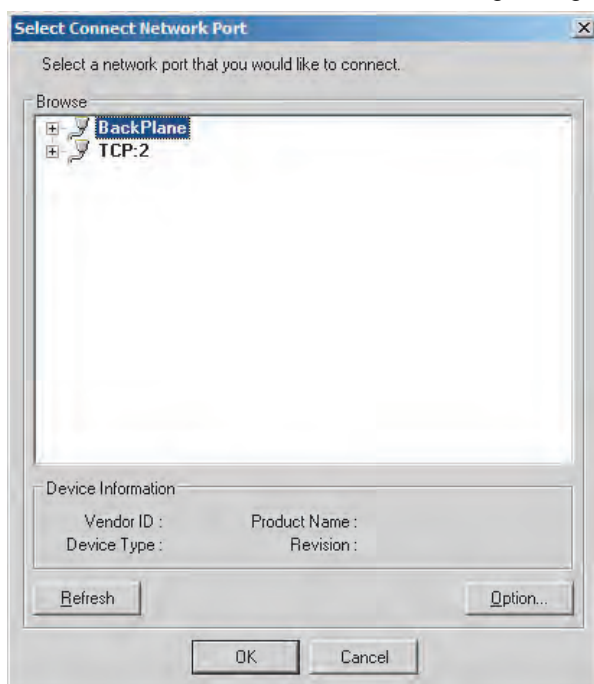 Select Connect Network Port
Select a network port that you would like to connect.
Browse
BackPlane
TCP:2
Device Information
Vendor ID : Product Name :
Device Type : Revision :
Refresh Option...
OK Cancel